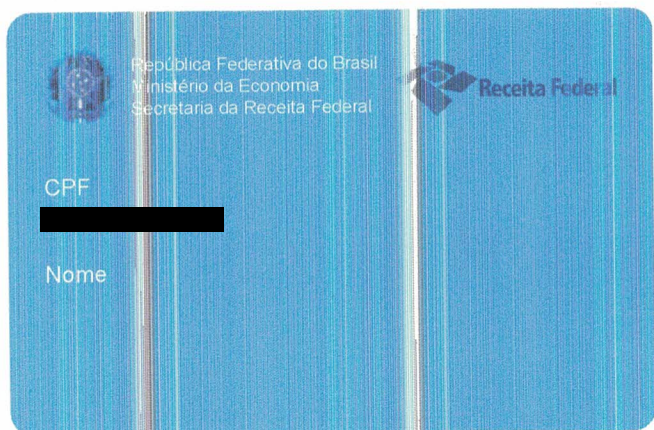 República Federativa do Brasil
Ministério da Economia
Secretaria da Receita Federal
Receita Federal
CPF
Nome